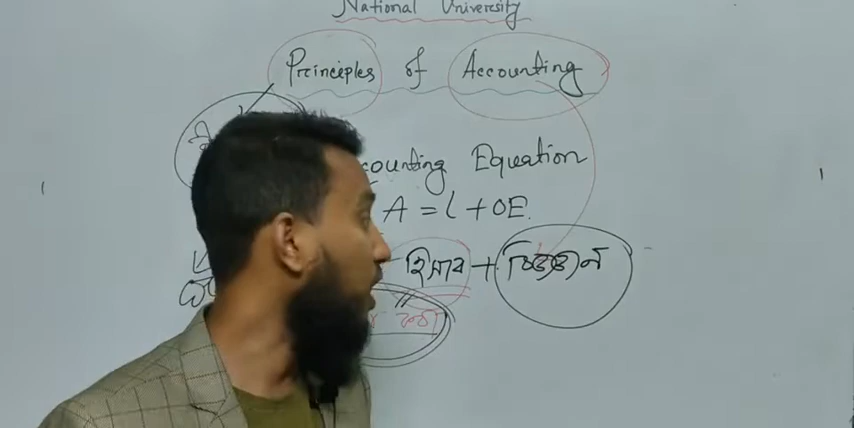 National University
Principles of Accounting
counting Equation
A = L + OE.
হিসাব + বিজ্ঞান